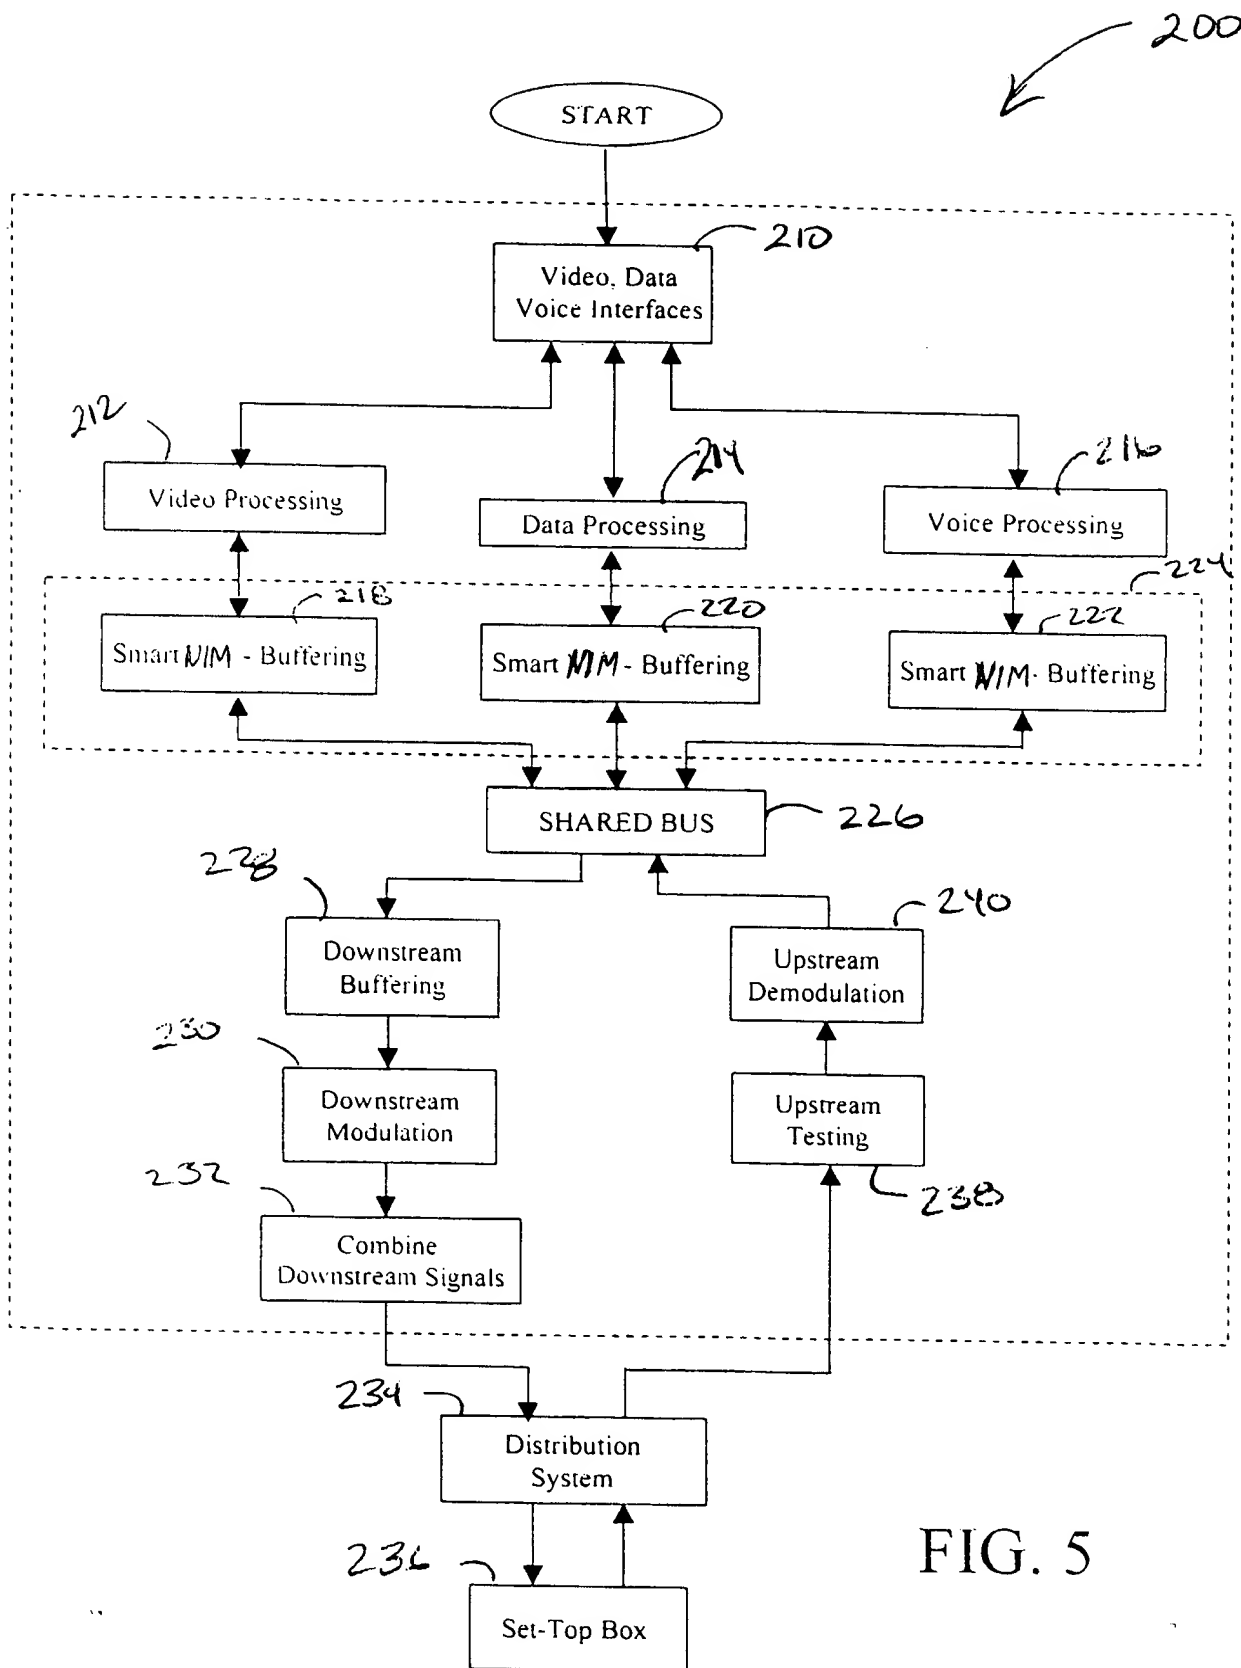 200
START
210
Video, Data
Voice Interfaces
212
214
216
Video Processing
Data Processing
Voice Processing
224
218
220
222
Smart NIM - Buffering
Smart NIM - Buffering
Smart NIM - Buffering
SHARED BUS
226
228
240
Downstream
Buffering
Upstream
Demodulation
230
Downstream
Modulation
Upstream
Testing
232
238
Combine
Downstream Signals
234
Distribution
System
236
Set-Top Box
FIG. 5